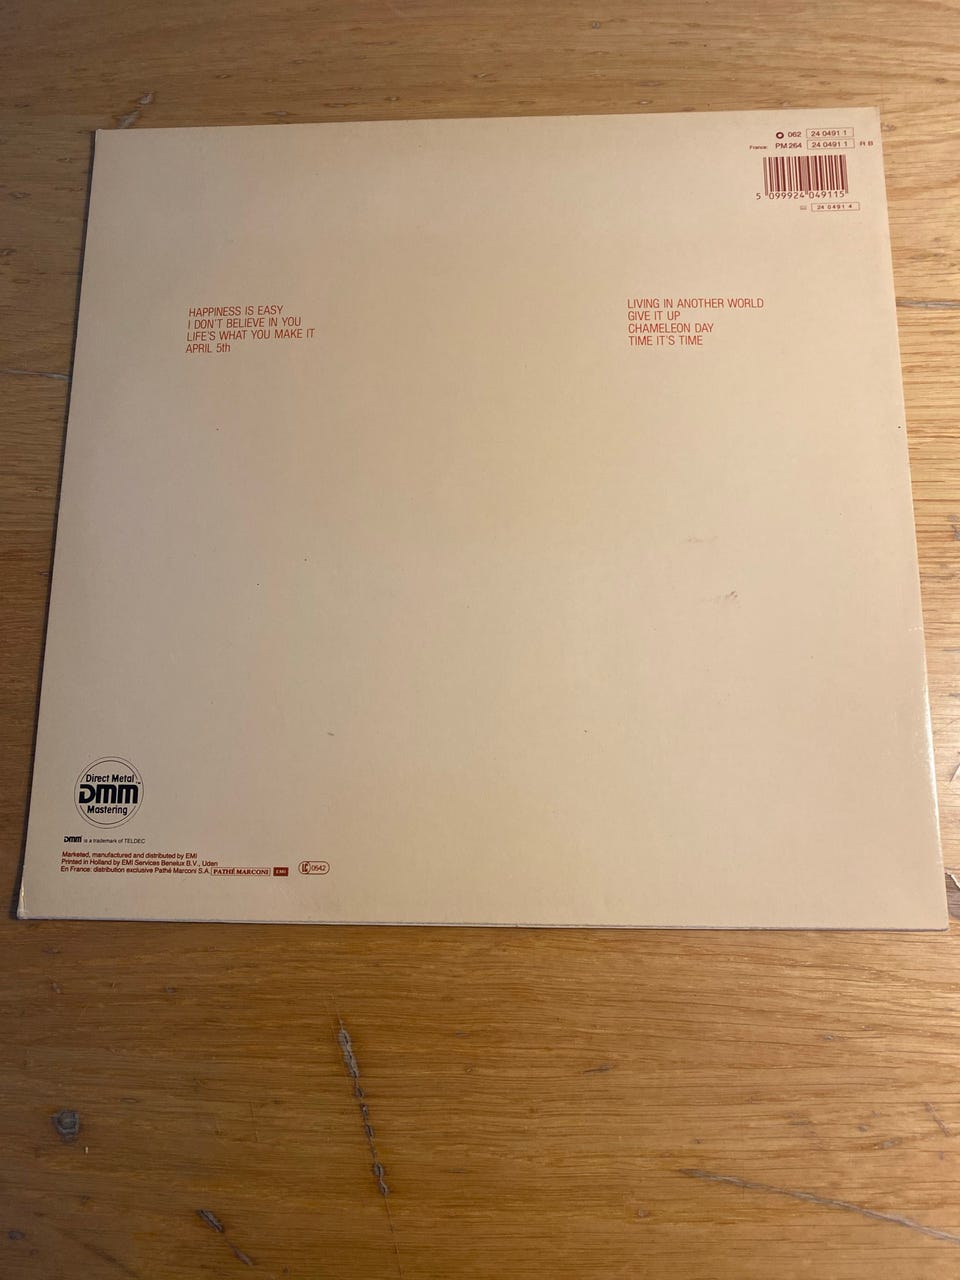 062 24 0491 1
France: PM 264 24 0491 1 R B
5 099924 049115
24 0491 4
HAPPINESS IS EASY
I DON'T BELIEVE IN YOU
LIFE'S WHAT YOU MAKE IT
APRIL 5th
LIVING IN ANOTHER WORLD
GIVE IT UP
CHAMELEON DAY
TIME IT'S TIME
Direct Metal
DMM
Mastering
DMM is a trademark of TELDEC
Marketed, manufactured and distributed by EMI
Printed in Holland by EMI Services Benelux B.V., Uden
En France: distribution exclusive Pathé Marconi S.A. PATHÉ MARCONI EMI LC 0542